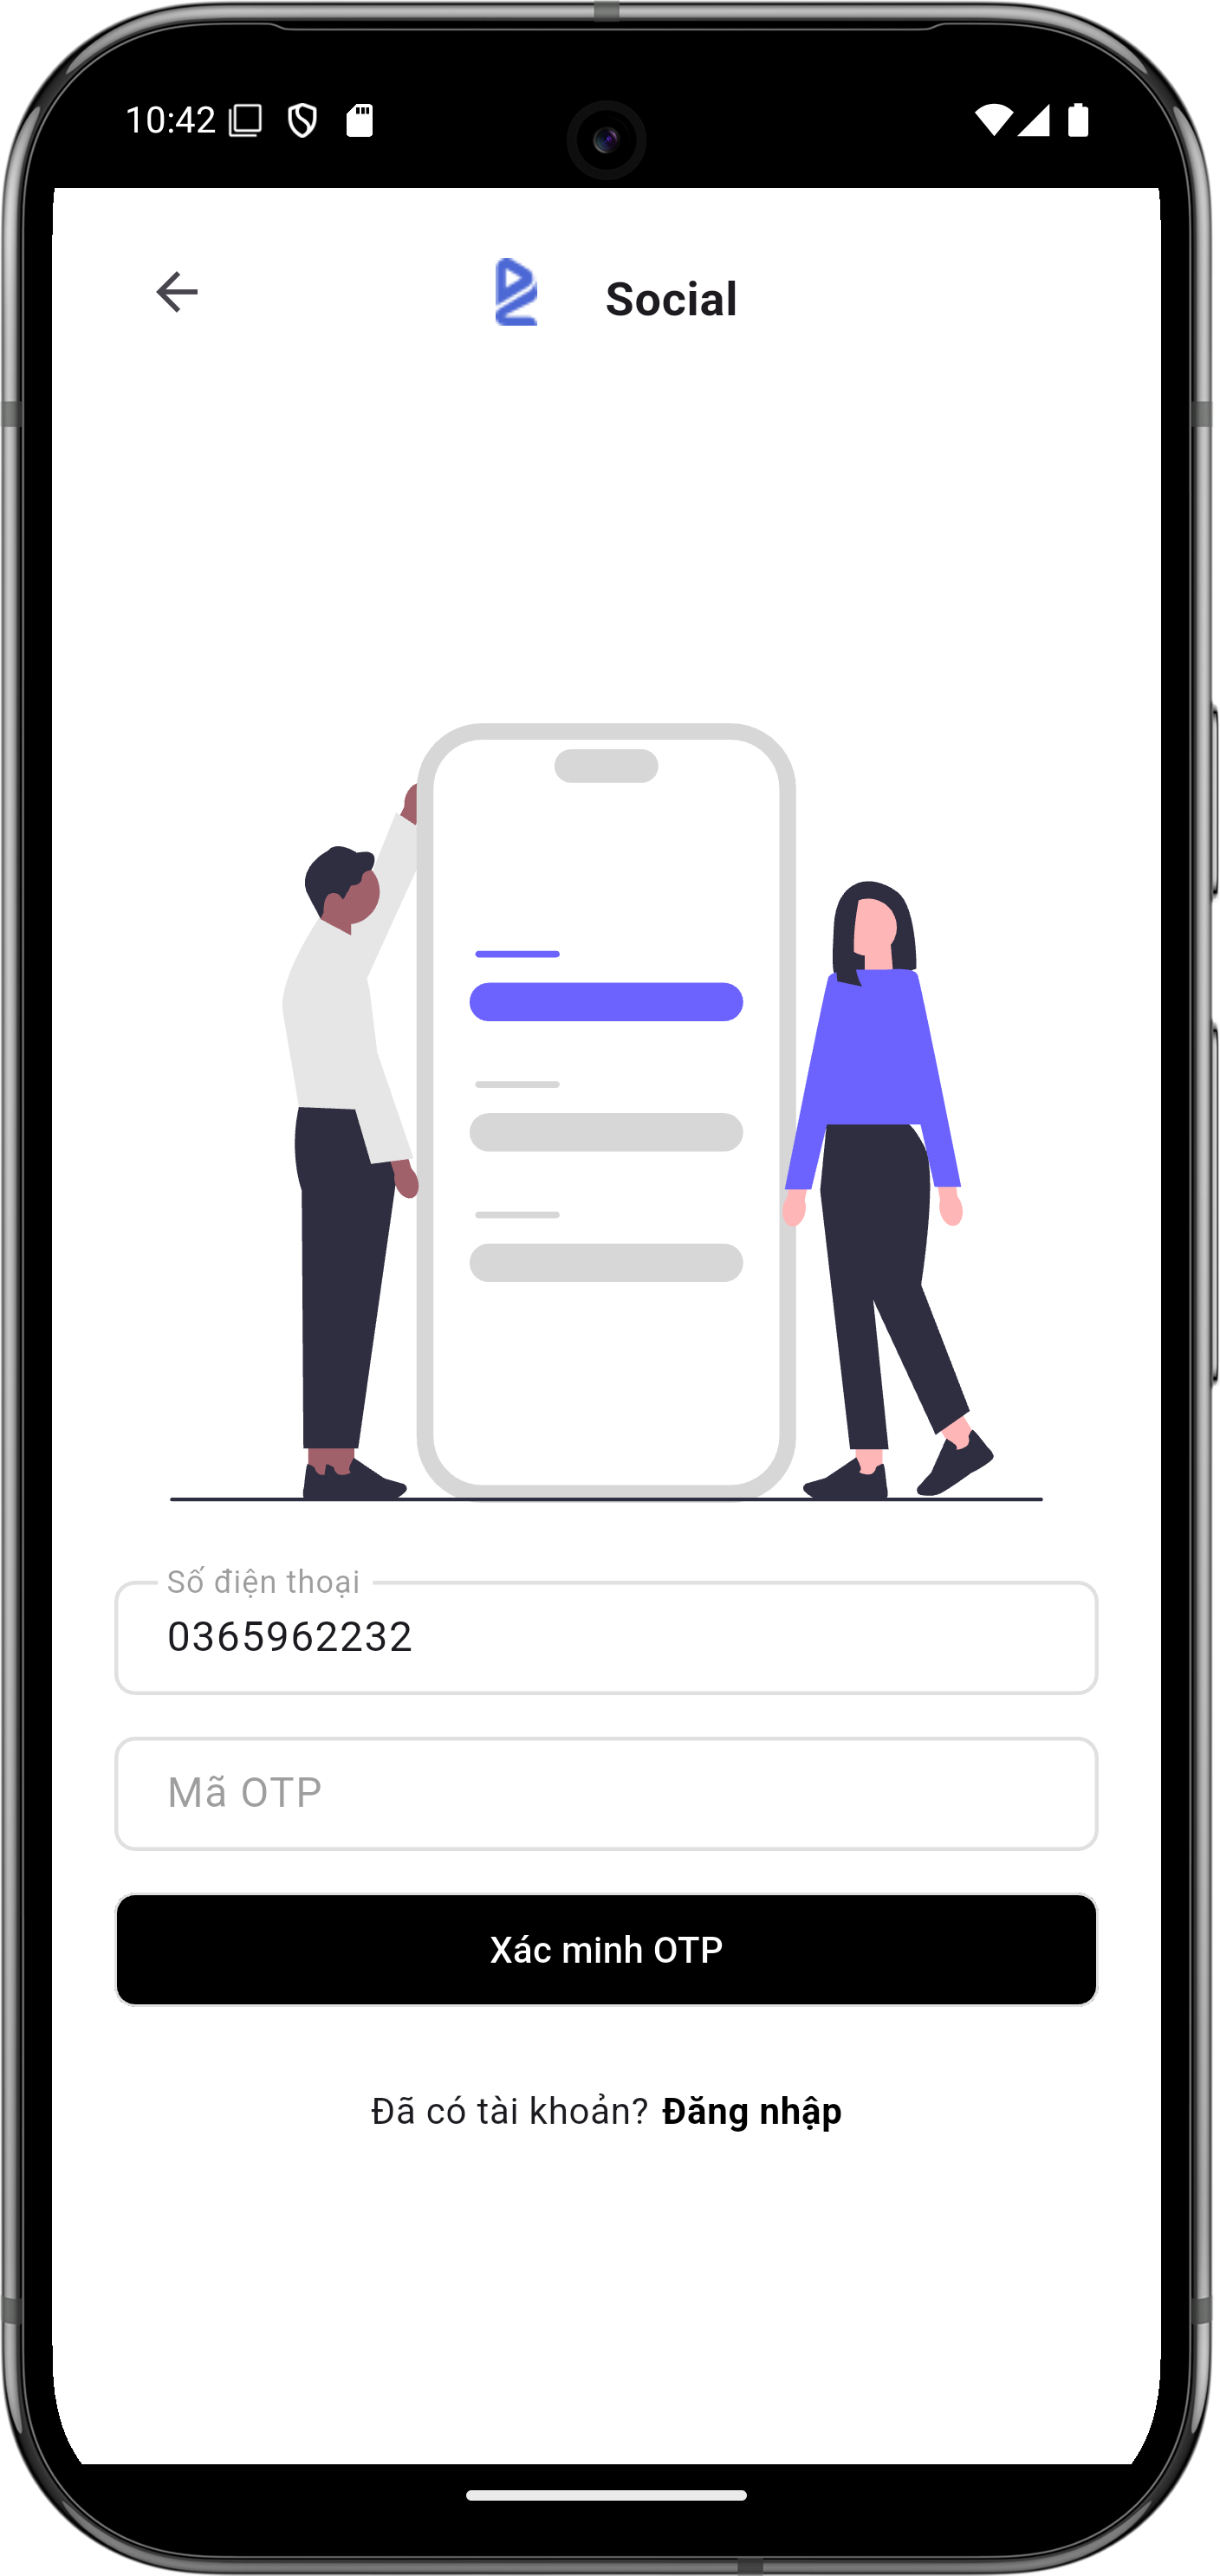 10:42
Social
Số điện thoại
0365962232
Mã OTP
Xác minh OTP
Đã có tài khoản? Đăng nhập